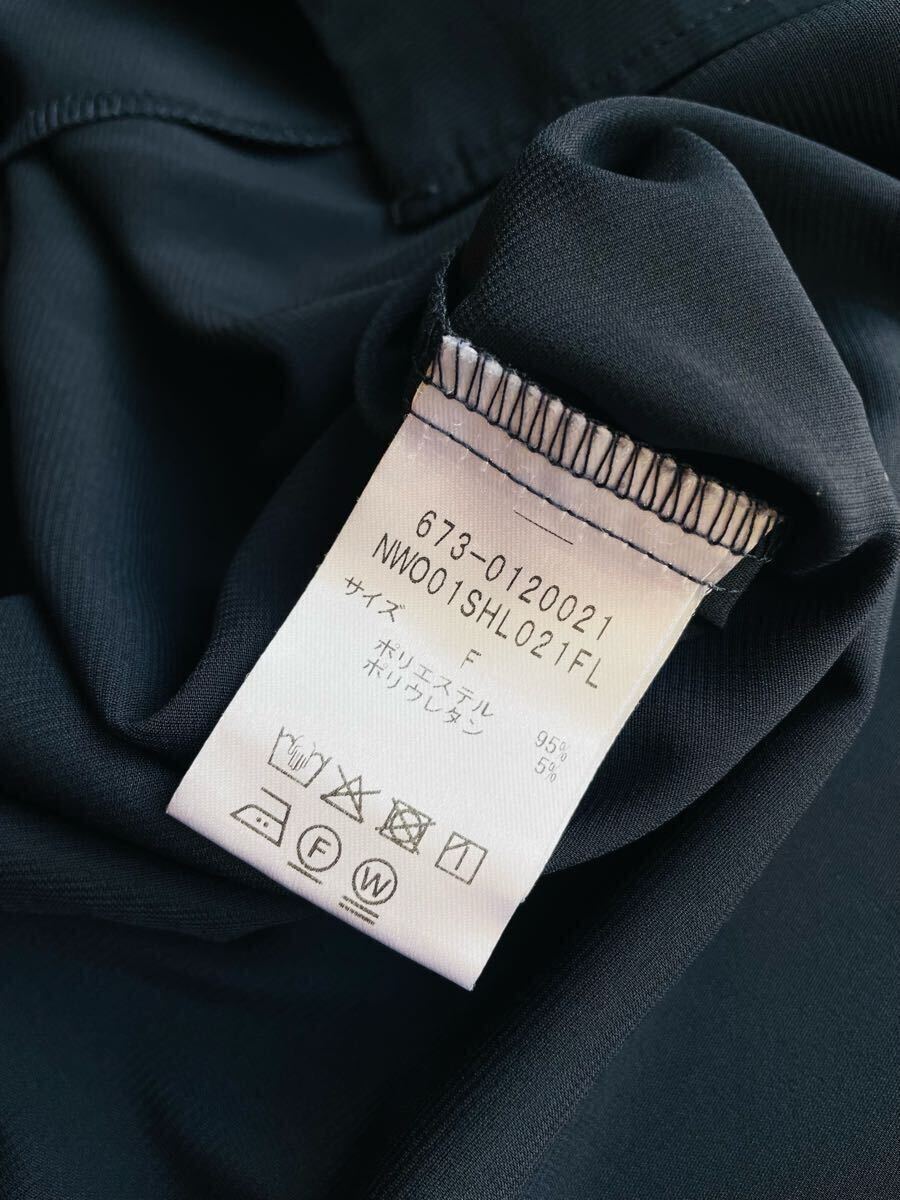 673-0120021
NWO01SHL021FL
サイズ
F
ポリエステル 95%
ポリウレタン 5%
F
W